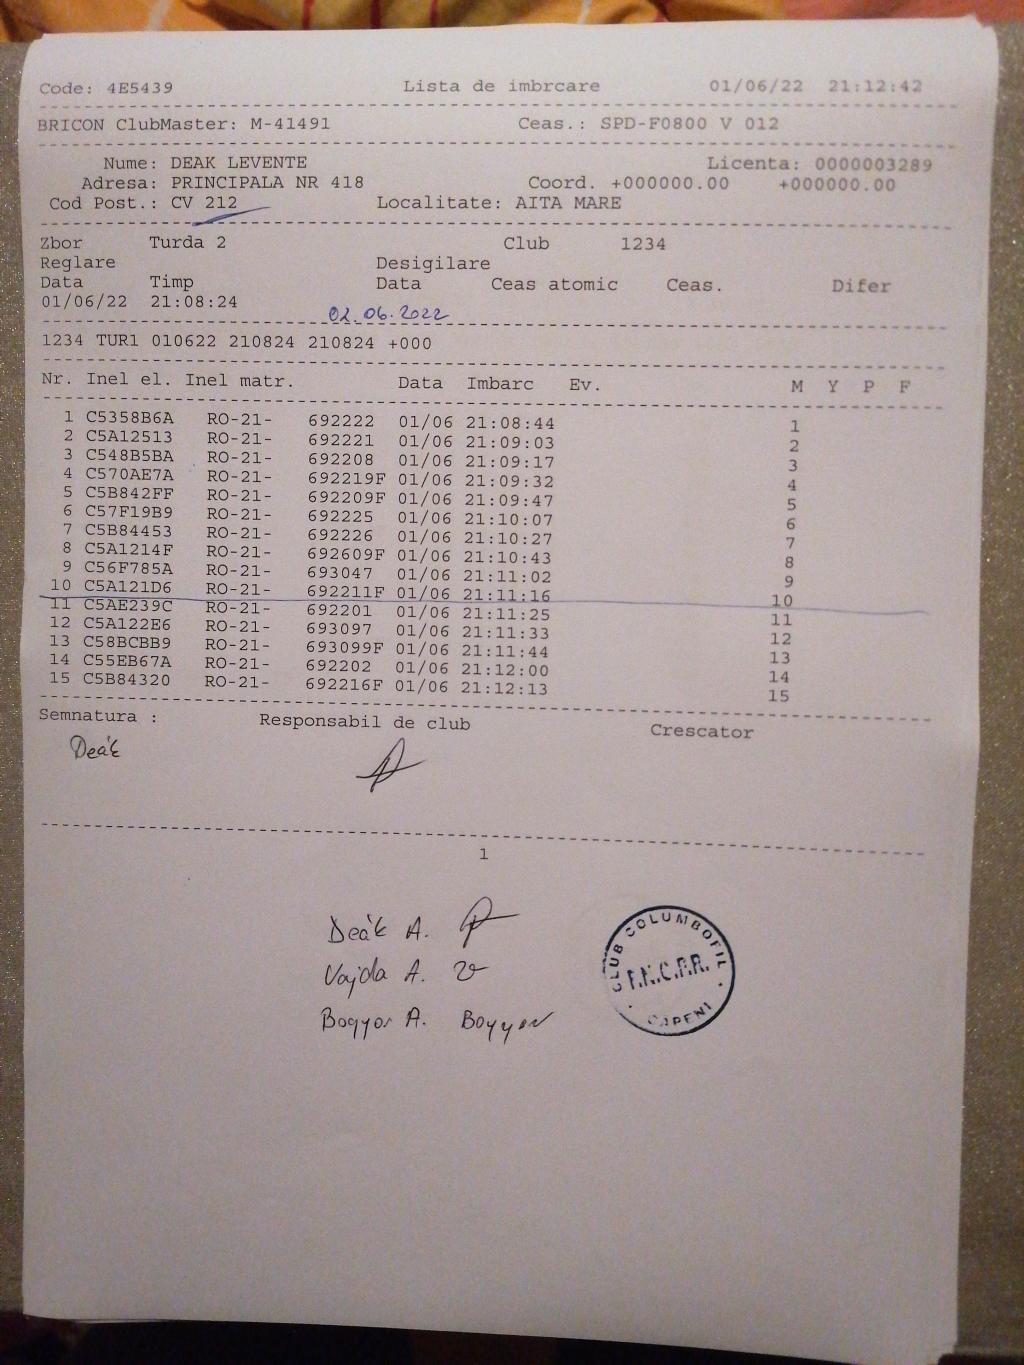 Code: 4E5439 Lista de imbrcare 01/06/22 21:12:42
BRICON ClubMaster: M-41491 Ceas.: SPD-F0800 V 012
Nume: DEAK LEVENTE Licenta: 0000003289
Adresa: PRINCIPALA NR 418 Coord. +000000.00 +000000.00
Cod Post.: CV 212 Localitate: AITA MARE
Zbor Turda 2 Club 1234
Reglare Desigilare
Data Timp Data Ceas atomic Ceas. Difer
01/06/22 21:08:24
02.06.2022
1234 TUR1 010622 210824 210824 +000
Nr. Inel el. Inel matr. Data Imbarc Ev. M Y P F
1 C5358B6A RO-21- 692222 01/06 21:08:44 1
2 C5A12513 RO-21- 692221 01/06 21:09:03 2
3 C548B5BA RO-21- 692208 01/06 21:09:17 3
4 C570AE7A RO-21- 692219F 01/06 21:09:32 4
5 C5B842FF RO-21- 692209F 01/06 21:09:47 5
6 C57F19B9 RO-21- 692225 01/06 21:10:07 6
7 C5B84453 RO-21- 692226 01/06 21:10:27 7
8 C5A1214F RO-21- 692609F 01/06 21:10:43 8
9 C56F785A RO-21- 693047 01/06 21:11:02 9
10 C5A121D6 RO-21- 692211F 01/06 21:11:16 10
11 C5AE239C RO-21- 692201 01/06 21:11:25 11
12 C5A122E6 RO-21- 693097 01/06 21:11:33 12
13 C58BCBB9 RO-21- 693099F 01/06 21:11:44 13
14 C55EB67A RO-21- 692202 01/06 21:12:00 14
15 C5B84320 RO-21- 692216F 01/06 21:12:13 15
Semnatura : Responsabil de club Crescator
Deák
1
Deák A.
Vajda A.
Bogyor A. Bogyor
CLUB COLUMBOFIL
F.N.C.P.R.
CAPENI